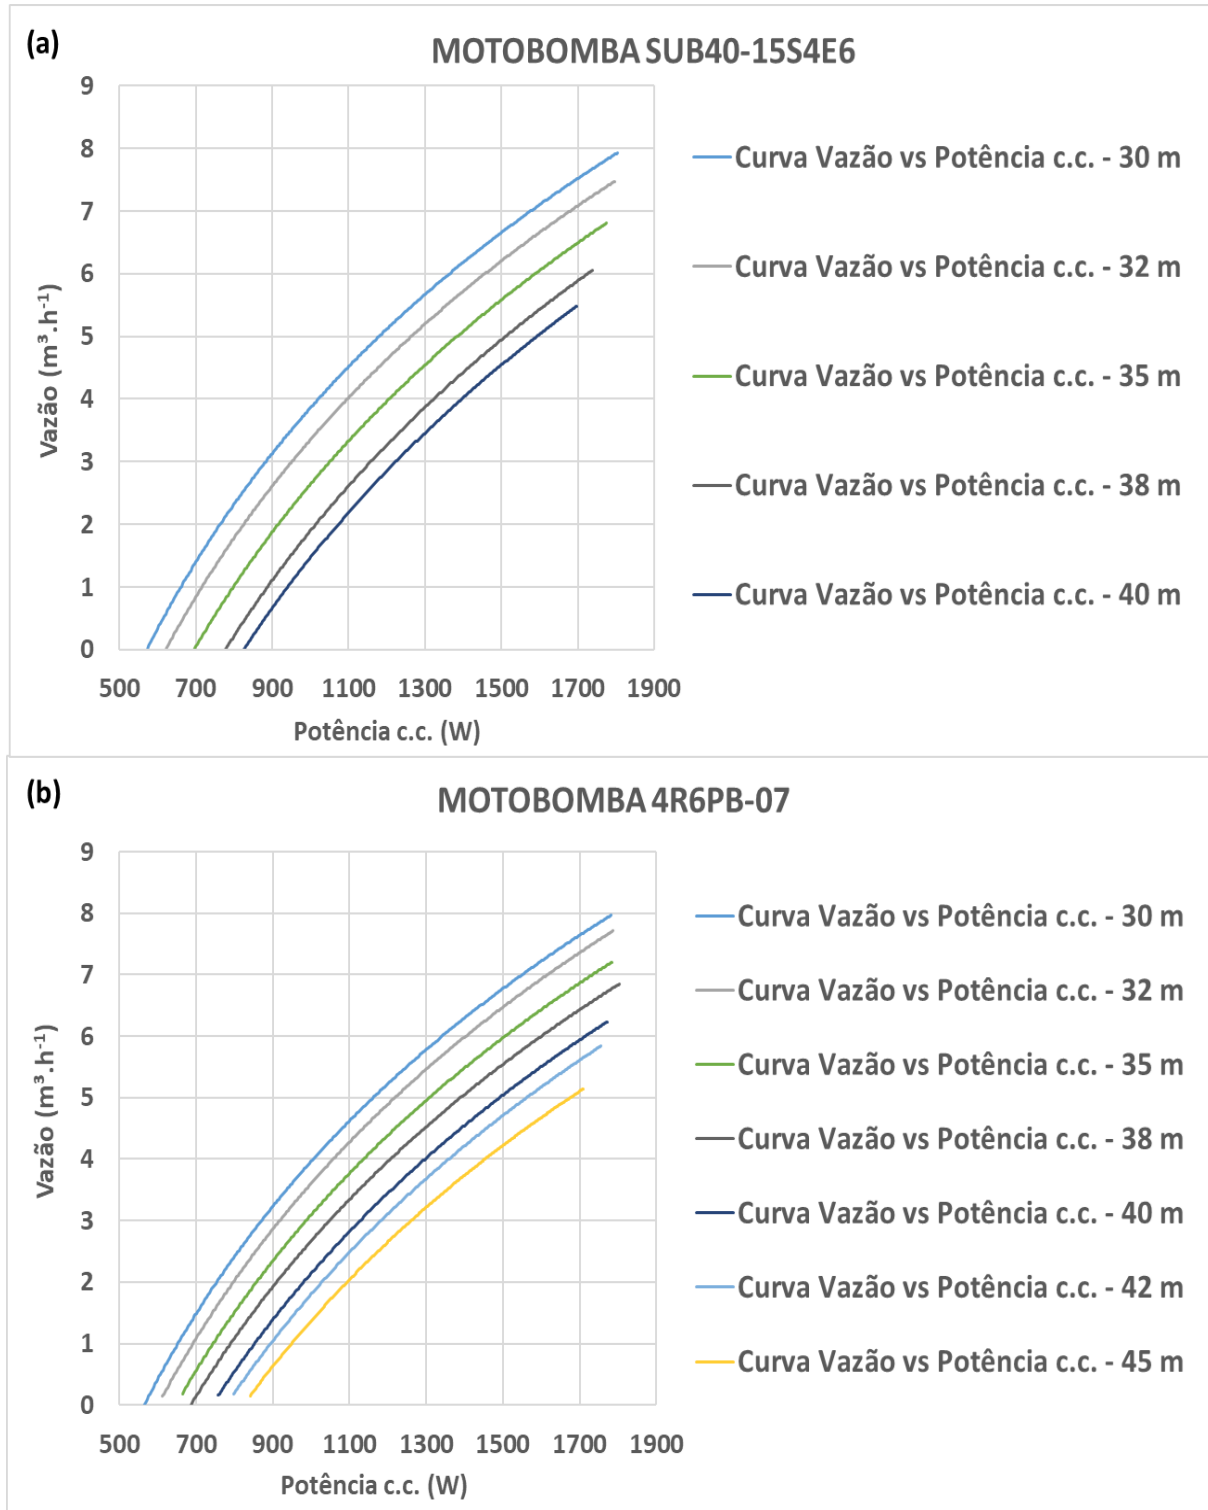 (a)
MOTOBOMBA SUB40-15S4E6
9
8
7
6
5
4
3
2
1
0
Vazão (m³.h⁻¹)
500 700 900 1100 1300 1500 1700 1900
Potência c.c. (W)
Curva Vazão vs Potência c.c. - 30 m
Curva Vazão vs Potência c.c. - 32 m
Curva Vazão vs Potência c.c. - 35 m
Curva Vazão vs Potência c.c. - 38 m
Curva Vazão vs Potência c.c. - 40 m
(b)
MOTOBOMBA 4R6PB-07
9
8
7
6
5
4
3
2
1
0
Vazão (m³.h⁻¹)
500 700 900 1100 1300 1500 1700 1900
Potência c.c. (W)
Curva Vazão vs Potência c.c. - 30 m
Curva Vazão vs Potência c.c. - 32 m
Curva Vazão vs Potência c.c. - 35 m
Curva Vazão vs Potência c.c. - 38 m
Curva Vazão vs Potência c.c. - 40 m
Curva Vazão vs Potência c.c. - 42 m
Curva Vazão vs Potência c.c. - 45 m